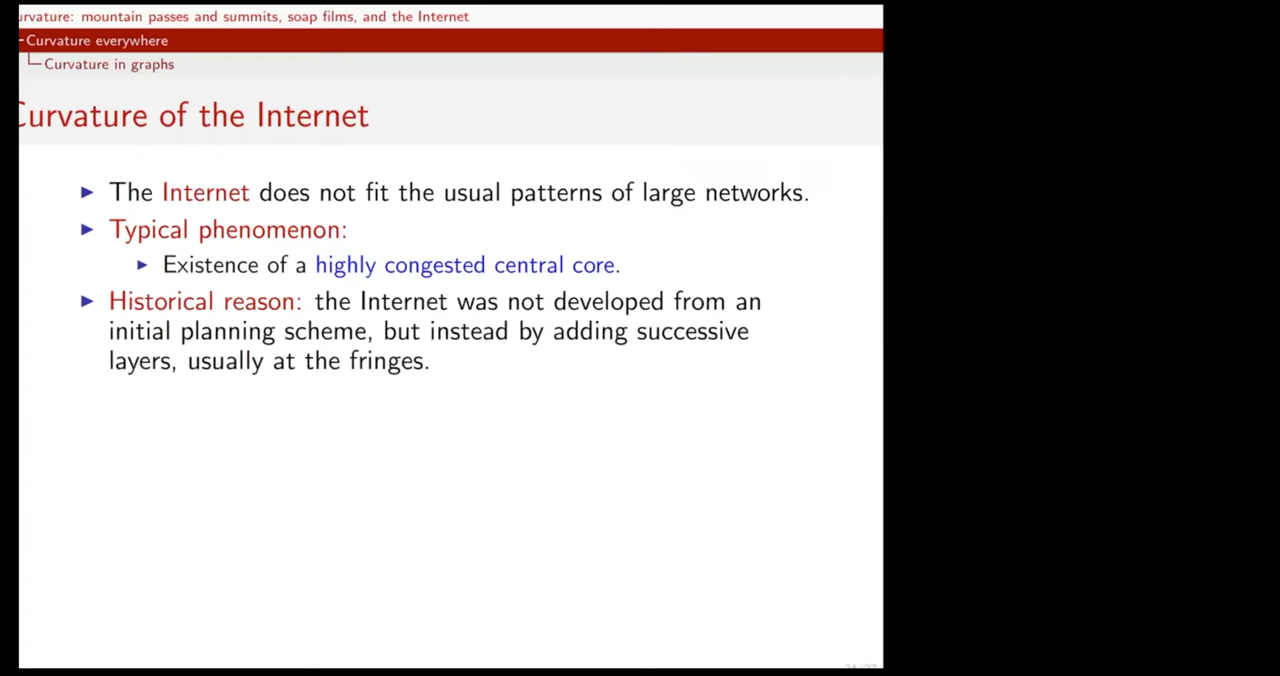 urvature: mountain passes and summits, soap films, and the Internet
Curvature everywhere
Curvature in graphs
Curvature of the Internet
The Internet does not fit the usual patterns of large networks.
Typical phenomenon:
Existence of a highly congested central core.
Historical reason: the Internet was not developed from an
initial planning scheme, but instead by adding successive
layers, usually at the fringes.